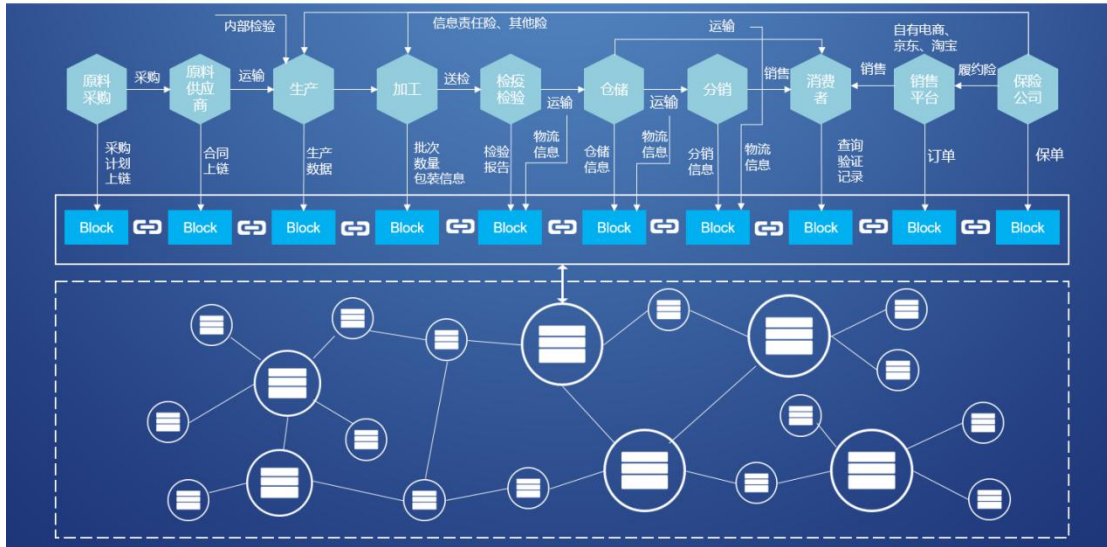 内部检验
信息责任险、其他险
运输
自有电商、
京东、淘宝
原料
采购
采购
原料
供应
商
运输
生产
加工
送检
检疫
检验
运输
仓储
运输
分销
销售
消费
者
销售
销售
平台
履约险
保险
公司
采购
计划
上链
合同
上链
生产
数据
批次
数量
包装信息
检验
报告
物流
信息
仓储
信息
物流
信息
分销
信息
物流
信息
查询
验证
记录
订单
保单
Block
Block
Block
Block
Block
Block
Block
Block
Block
Block